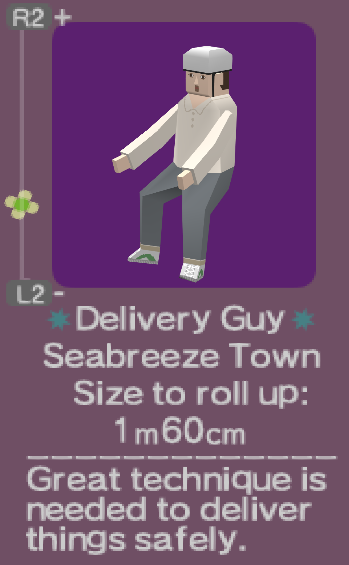 R2 +
L2 -
Delivery Guy
Seabreeze Town
Size to roll up:
1m60cm
Great technique is
needed to deliver
things safely.